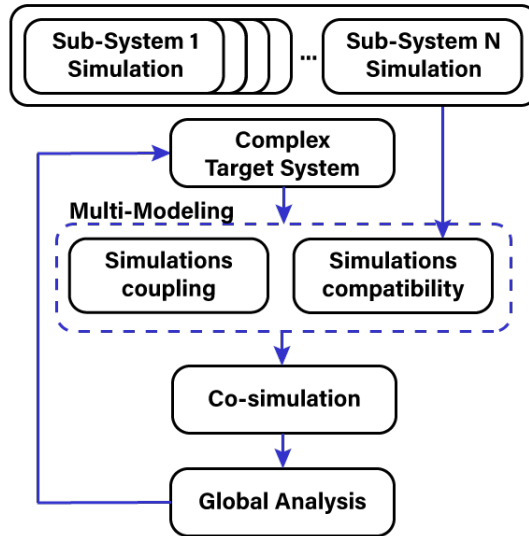 Sub-System 1
Simulation
...
Sub-System N
Simulation
Complex
Target System
Multi-Modeling
Simulations
coupling
Simulations
compatibility
Co-simulation
Global Analysis